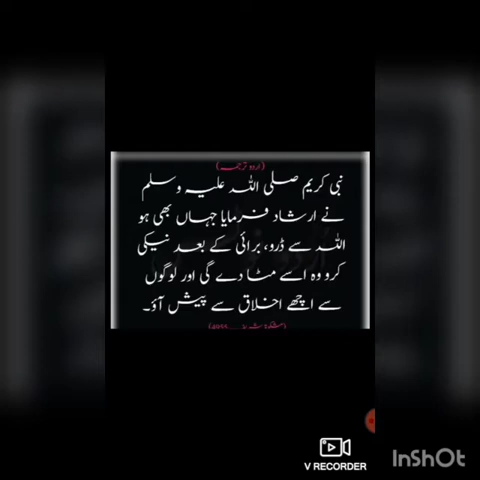 (اردو ترجمہ)
نبی کریم صلی اللہ علیہ وسلم
نے ارشاد فرمایا جہاں بھی ہو
اللہ سے ڈرو، برائی کے بعد نیکی
کرو وہ اسے مٹا دے گی اور لوگوں
سے اچھے اخلاق سے پیش آؤ۔
V RECORDER
InShOt